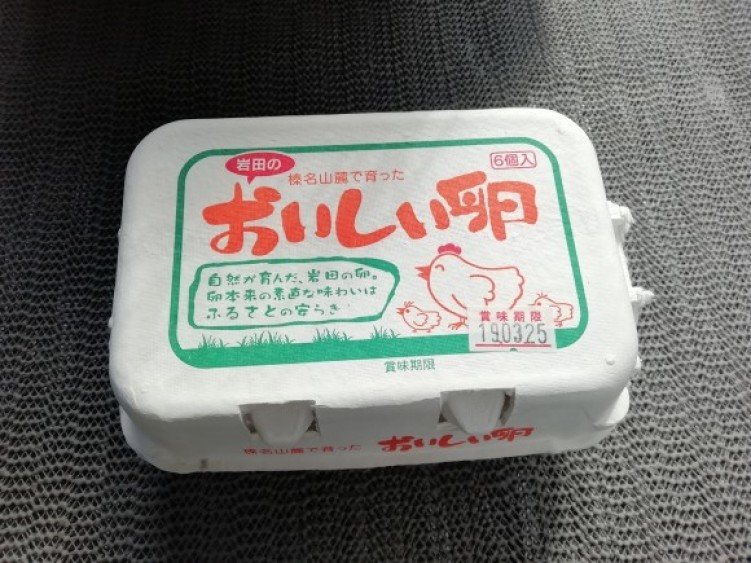 岩田の
榛名山麓で育った
6個入
おいしい卵
自然が育んだ、岩田の卵。
卵本来の素直な味わいは
ふるさとの安らぎ
賞味期限
190325
賞味期限
榛名山麓で育った おいしい卵